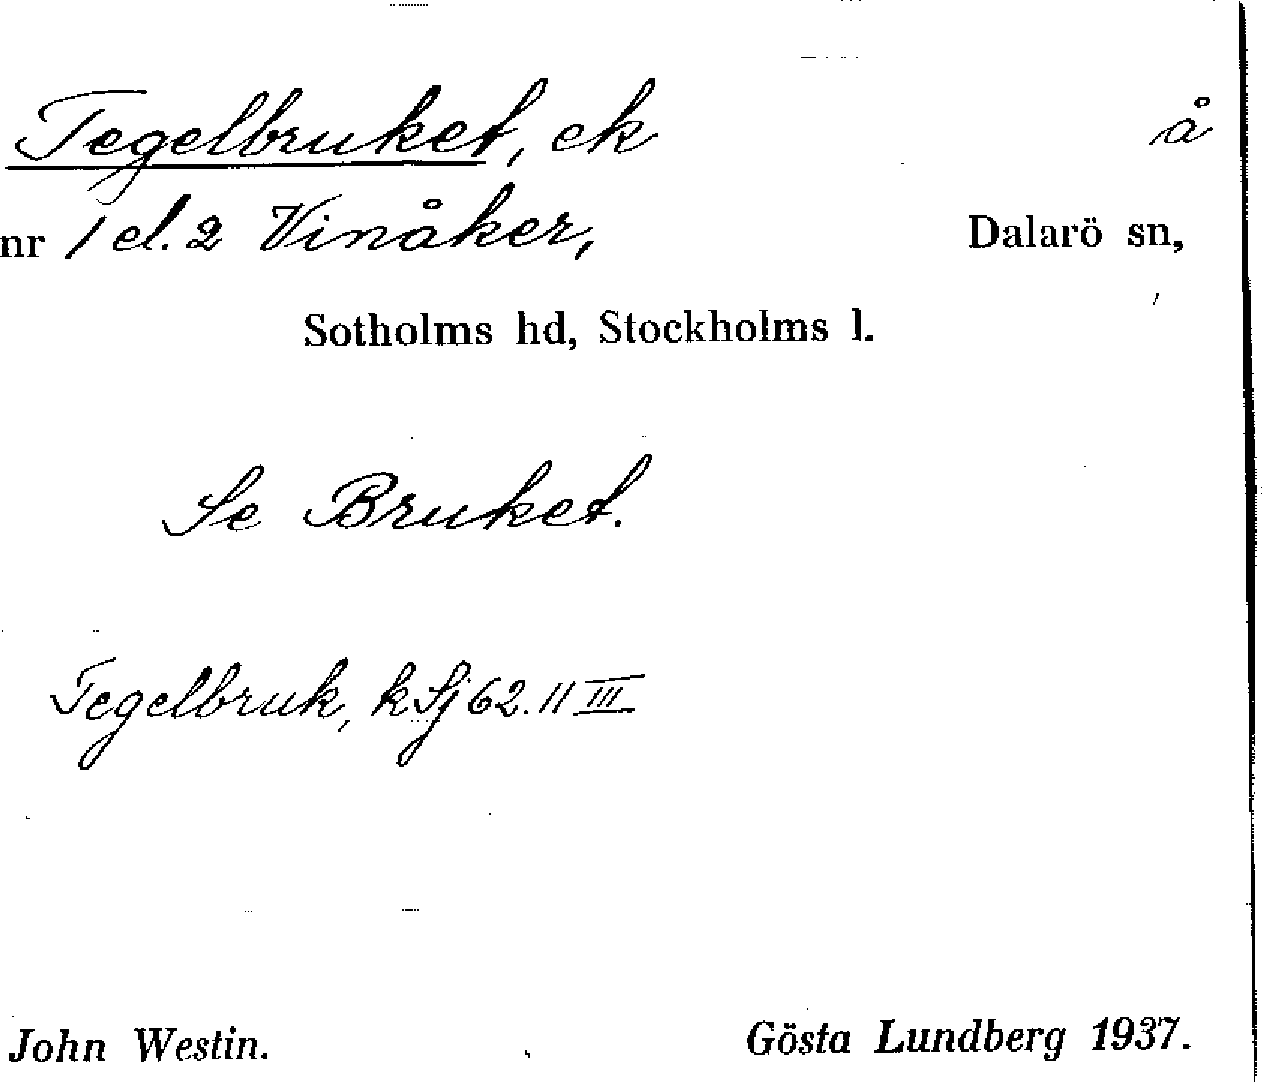 Tegelbruket, ek å
nr 1 el. 2 Vinåker, Dalarö sn,
Sotholms hd, Stockholms l.
Se Bruket.
Tegelbruk, k Sj 62. 11 III
John Westin. Gösta Lundberg 1937.